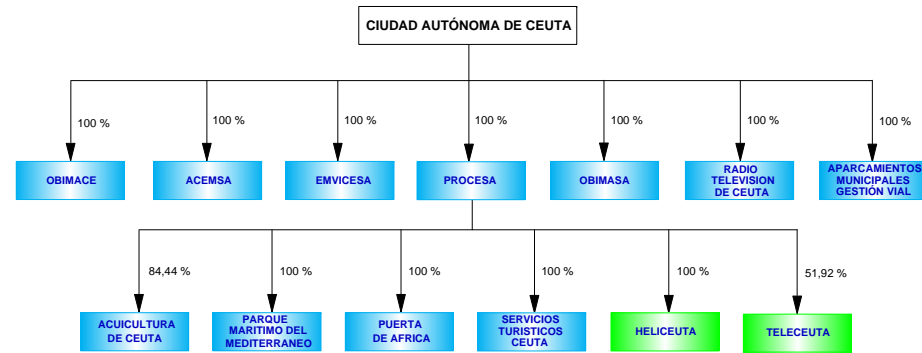 CIUDAD AUTÓNOMA DE CEUTA
100 %
100 %
100 %
100 %
100 %
100 %
100 %
OBIMACE
ACEMSA
EMVICESA
PROCESA
OBIMASA
RADIO
TELEVISION
DE CEUTA
APARCAMIENTOS
MUNICIPALES
GESTIÓN VIAL
84,44 %
100 %
100 %
100 %
100 %
51,92 %
ACUICULTURA
DE CEUTA
PARQUE
MARITIMO DEL
MEDITERRANEO
PUERTA
DE AFRICA
SERVICIOS
TURISTICOS
CEUTA
HELICEUTA
TELECEUTA